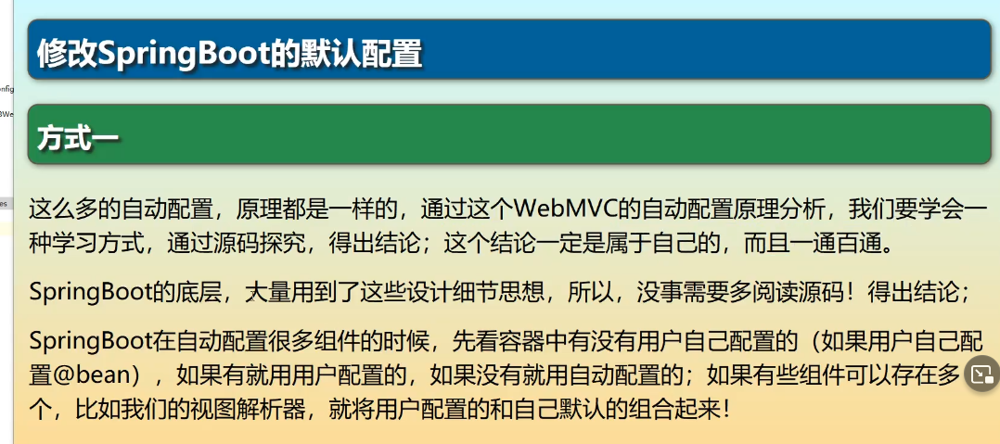 修改SpringBoot的默认配置
onfig
方式一
BWe
这么多的自动配置，原理都是一样的，通过这个WebMVC的自动配置原理分析，我们要学会一
es
种学习方式，通过源码探究，得出结论；这个结论一定是属于自己的，而且一通百通。
SpringBoot的底层，大量用到了这些设计细节思想，所以，没事需要多阅读源码！得出结论；
SpringBoot在自动配置很多组件的时候，先看容器中有没有用户自己配置的（如果用户自己配
置@bean），如果有就用用户配置的，如果没有就用自动配置的；如果有些组件可以存在多
个，比如我们的视图解析器，就将用户配置的和自己默认的组合起来！